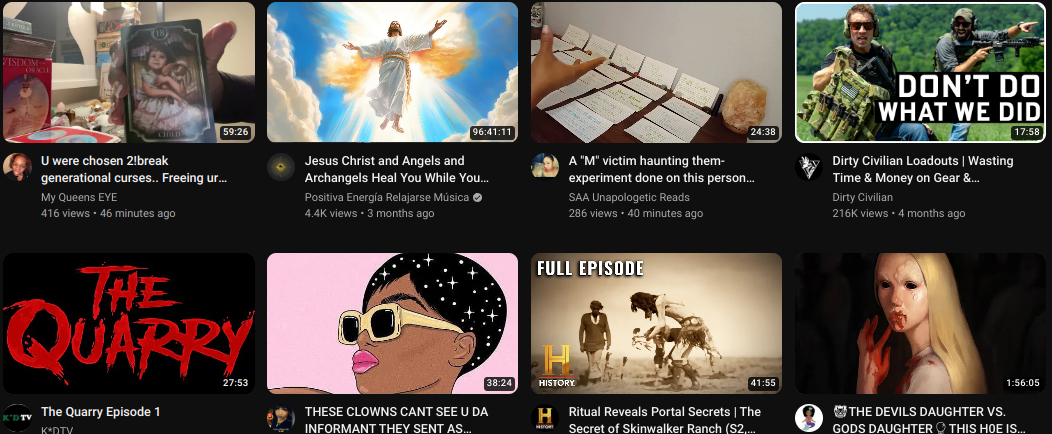 WISDOM
ORACLE
18
CHILD
59:26
96:41:11
24:38
DON'T DO
WHAT WE DID
17:58
U were chosen 2!break
generational curses.. Freeing ur…
My Queens EYE
416 views • 46 minutes ago
Jesus Christ and Angels and
Archangels Heal You While You…
Positiva Energía Relajarse Música
4.4K views • 3 months ago
A "M" victim haunting them-
experiment done on this person…
SAA Unapologetic Reads
286 views • 40 minutes ago
Dirty Civilian Loadouts | Wasting
Time & Money on Gear &…
Dirty Civilian
216K views • 4 months ago
THE
QUARRY
27:53
38:24
FULL EPISODE
H
HISTORY
41:55
1:56:05
K*DTV
The Quarry Episode 1
K*DTV
THESE CLOWNS CANT SEE U DA
INFORMANT THEY SENT AS…
H
HISTORY
Ritual Reveals Portal Secrets | The
Secret of Skinwalker Ranch (S2,…
THE DEVILS DAUGHTER VS.
GODS DAUGHTER THIS H0E IS…